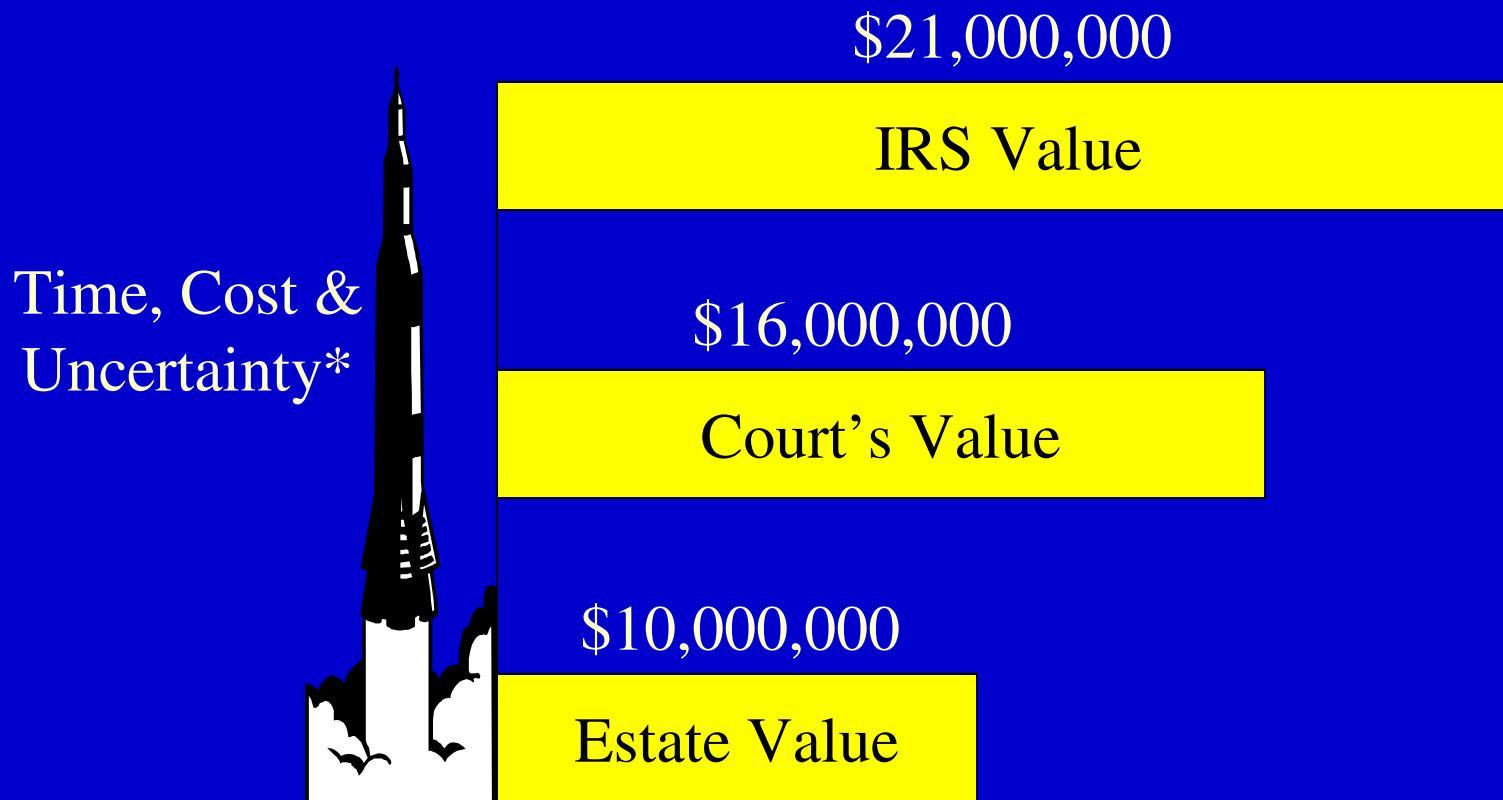 $21,000,000
IRS Value
Time, Cost &
Uncertainty*
$16,000,000
Court’s Value
$10,000,000
Estate Value